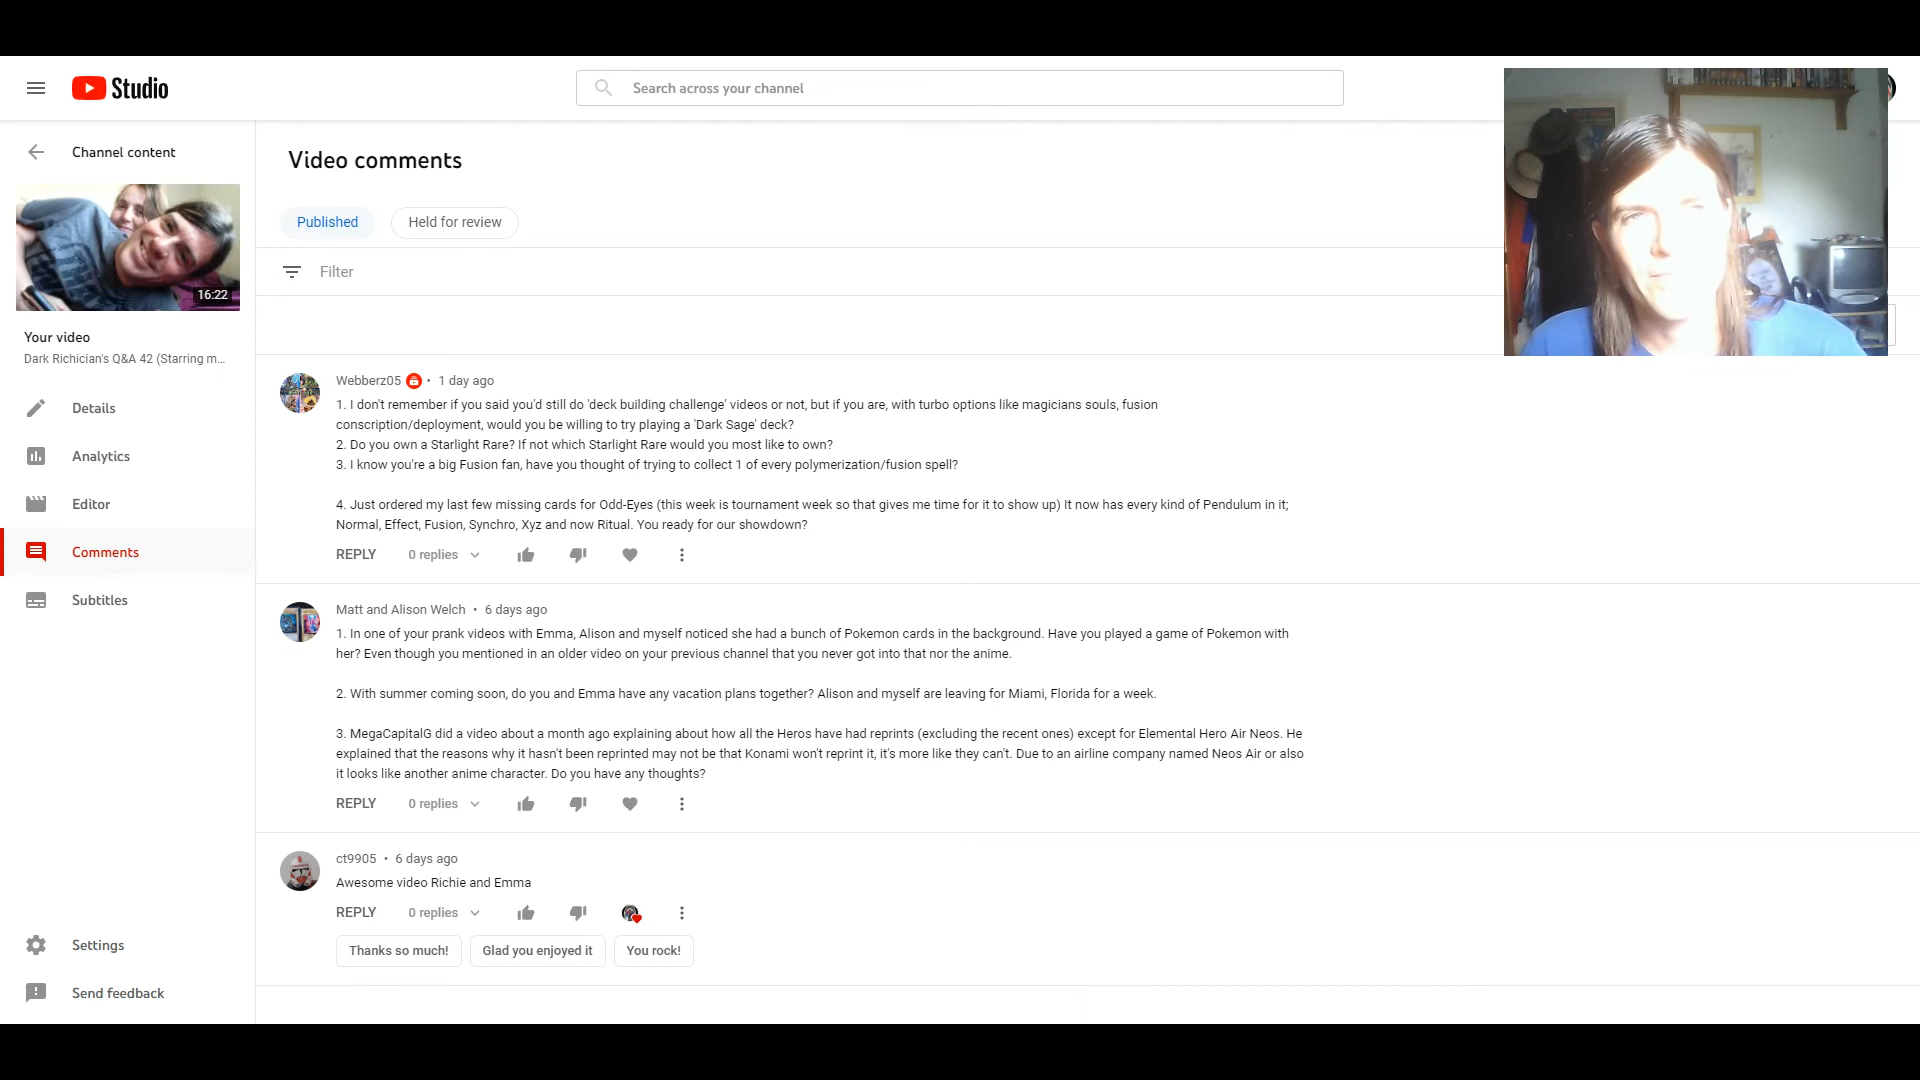 Studio
Search across your channel
Channel content
Video comments
Published
Held for review
Filter
16:22
Your video
Dark Richician's Q&A 42 (Starring m...
Details
Analytics
Editor
Comments
Subtitles
Settings
Send feedback
Webberz05 • 1 day ago
1. I don't remember if you said you'd still do 'deck building challenge' videos or not, but if you are, with turbo options like magicians souls, fusion
conscription/deployment, would you be willing to try playing a 'Dark Sage' deck?
2. Do you own a Starlight Rare? If not which Starlight Rare would you most like to own?
3. I know you're a big Fusion fan, have you thought of trying to collect 1 of every polymerization/fusion spell?
4. Just ordered my last few missing cards for Odd-Eyes (this week is tournament week so that gives me time for it to show up) It now has every kind of Pendulum in it;
Normal, Effect, Fusion, Synchro, Xyz and now Ritual. You ready for our showdown?
REPLY 0 replies
Matt and Alison Welch • 6 days ago
1. In one of your prank videos with Emma, Alison and myself noticed she had a bunch of Pokemon cards in the background. Have you played a game of Pokemon with
her? Even though you mentioned in an older video on your previous channel that you never got into that nor the anime.
2. With summer coming soon, do you and Emma have any vacation plans together? Alison and myself are leaving for Miami, Florida for a week.
3. MegaCapitalG did a video about a month ago explaining about how all the Heros have had reprints (excluding the recent ones) except for Elemental Hero Air Neos. He
explained that the reasons why it hasn't been reprinted may not be that Konami won't reprint it, it's more like they can't. Due to an airline company named Neos Air or also
it looks like another anime character. Do you have any thoughts?
REPLY 0 replies
ct9905 • 6 days ago
Awesome video Richie and Emma
REPLY 0 replies
Thanks so much! Glad you enjoyed it You rock!